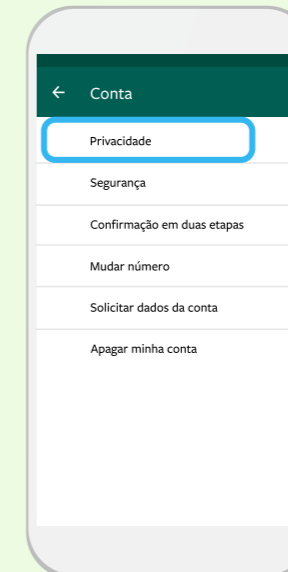 Conta
Privacidade
Segurança
Confirmação em duas etapas
Mudar número
Solicitar dados da conta
Apagar minha conta